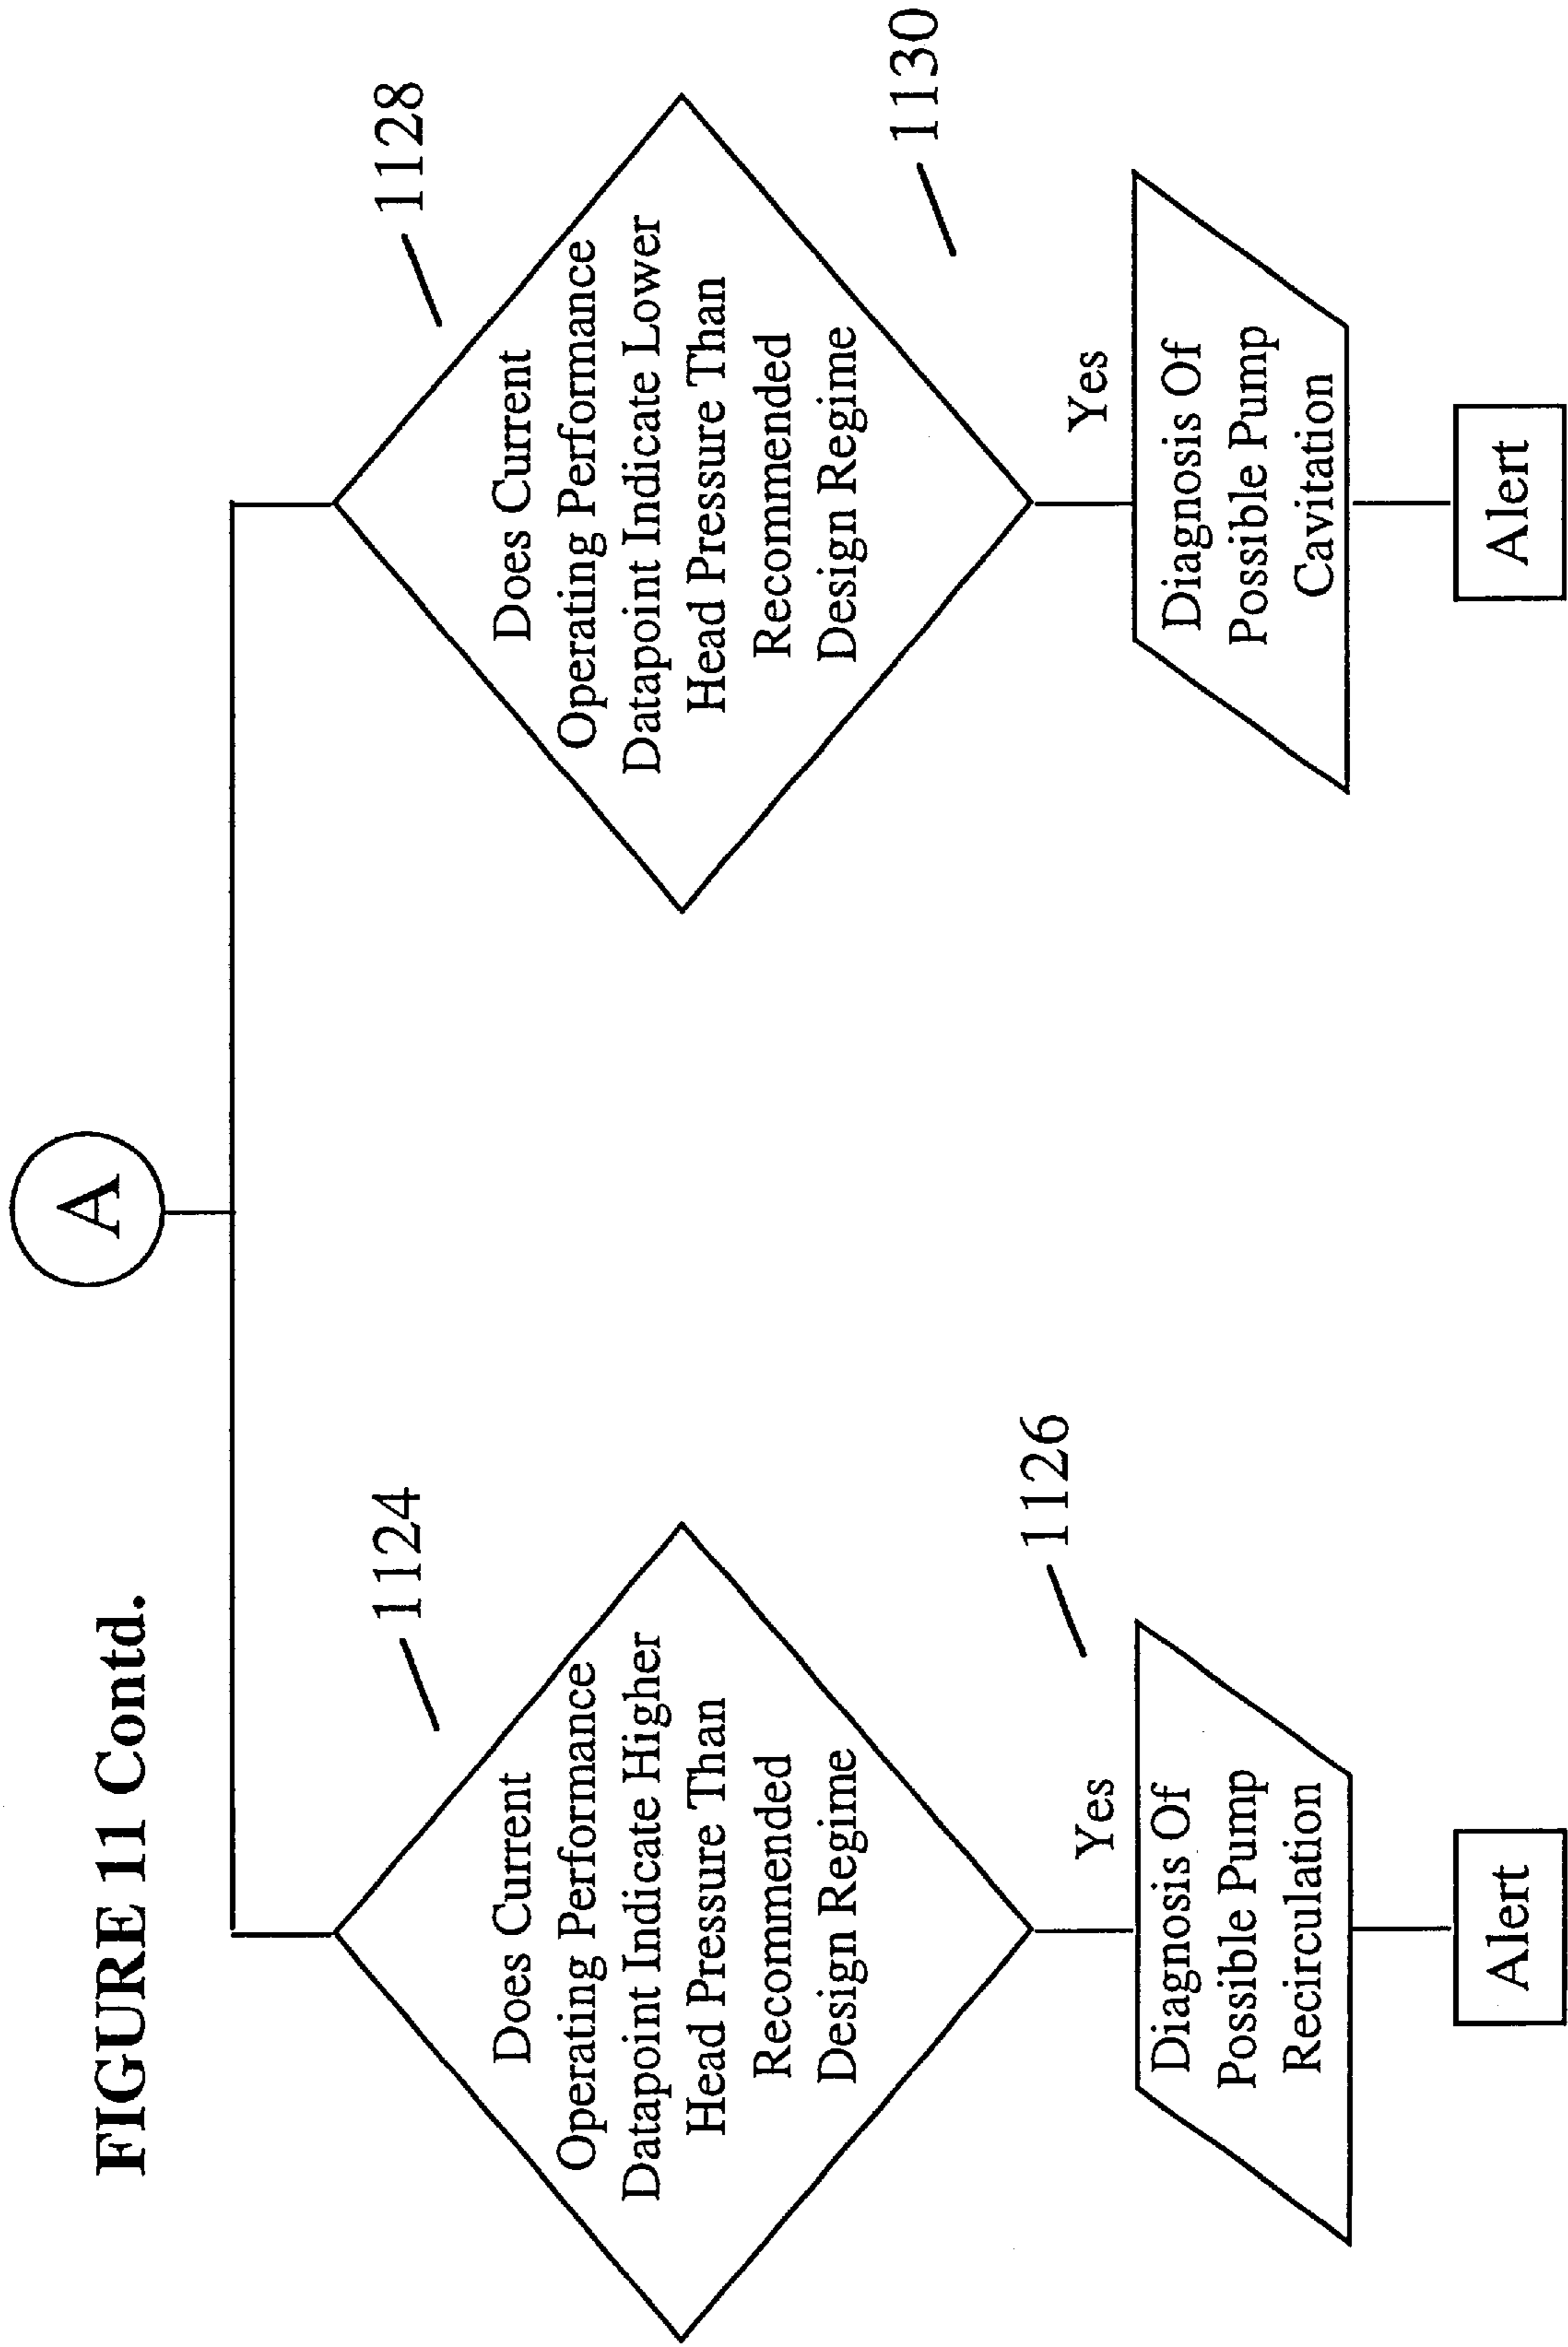 FIGURE 11 Contd.
A
1124
Does Current
Operating Performance
Datapoint Indicate Higher
Head Pressure Than
Recommended
Design Regime
Yes
1126
Diagnosis Of
Possible Pump
Recirculation
Alert
1128
Does Current
Operating Performance
Datapoint Indicate Lower
Head Pressure Than
Recommended
Design Regime
1130
Yes
Diagnosis Of
Possible Pump
Cavitation
Alert